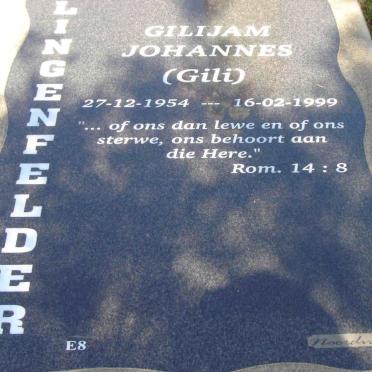 LINGENFELDER
GILIJAM
JOHANNES
(Gili)
27-12-1954 --- 16-02-1999
"... of ons dan lewe en of ons
sterwe, ons behoort aan
die Here."
Rom. 14 : 8
E8